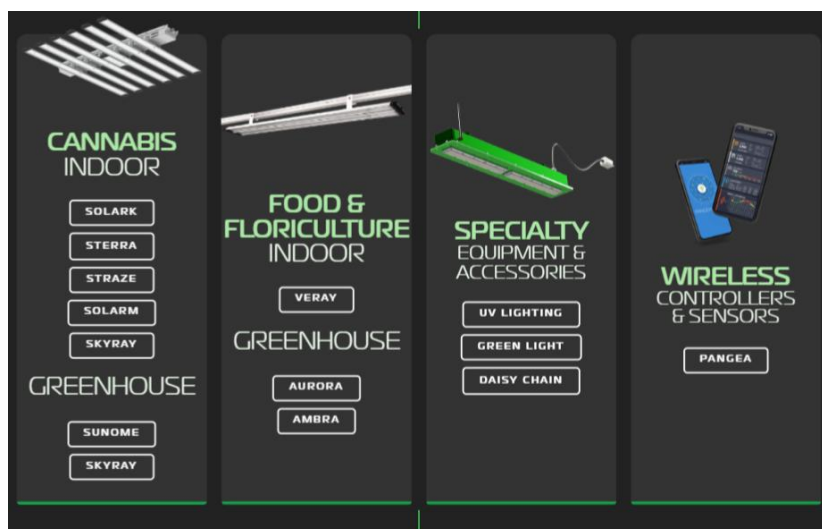 CANNABIS
INDOOR
SOLARK
STERRA
STRAZE
SOLARM
SKYRAY
GREENHOUSE
SUNOME
SKYRAY
FOOD &
FLORICULTURE
INDOOR
VERAY
GREENHOUSE
AURORA
AMBRA
SPECIALTY
EQUIPMENT &
ACCESSORIES
UV LIGHTING
GREEN LIGHT
DAISY CHAIN
WIRELESS
CONTROLLERS
& SENSORS
PANGEA